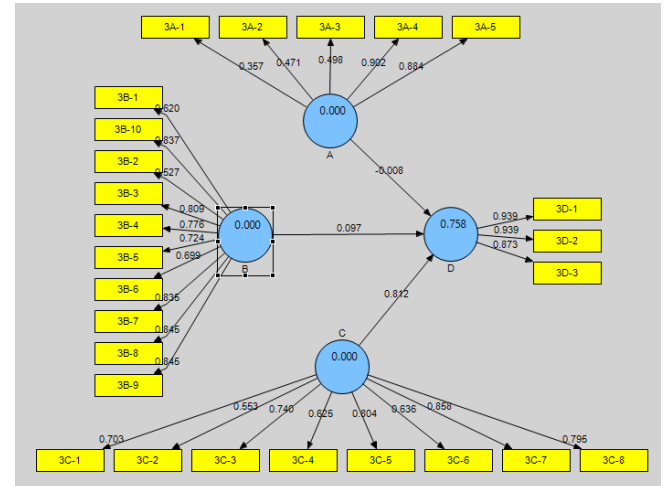 3A-1 3A-2 3A-3 3A-4 3A-5
0.357 0.471 0.498 0.902 0.884
0.000
A
3B-1
0.620
3B-10
0.837
3B-2
0.527
3B-3
0.809
3B-4
0.776
3B-5
0.724
3B-6
0.699
3B-7
0.835
3B-8
0.845
3B-9
0.845
0.000
B
-0.008
0.097
0.812
0.758
D
0.939
3D-1
0.939
3D-2
0.873
3D-3
C
0.000
0.703 0.553 0.740 0.625 0.804 0.636 0.858 0.795
3C-1 3C-2 3C-3 3C-4 3C-5 3C-6 3C-7 3C-8